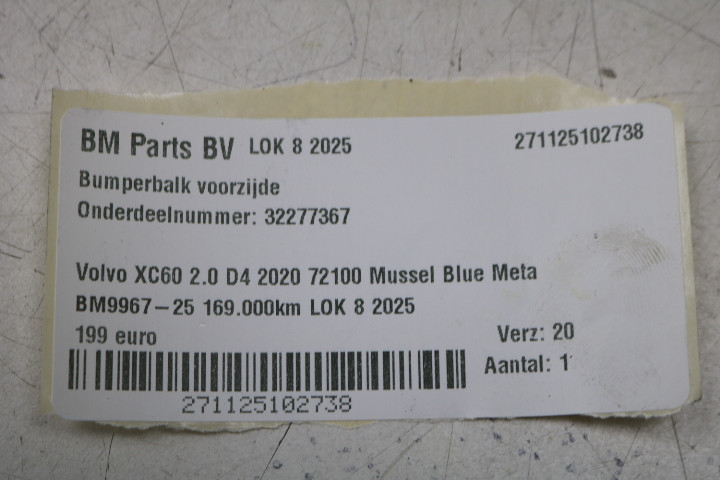 BM Parts BV LOK 8 2025 271125102738
Bumperbalk voorzijde
Onderdeelnummer: 32277367
Volvo XC60 2.0 D4 2020 72100 Mussel Blue Meta
BM9967-25 169.000km LOK 8 2025
199 euro Verz: 20
Aantal: 1
271125102738